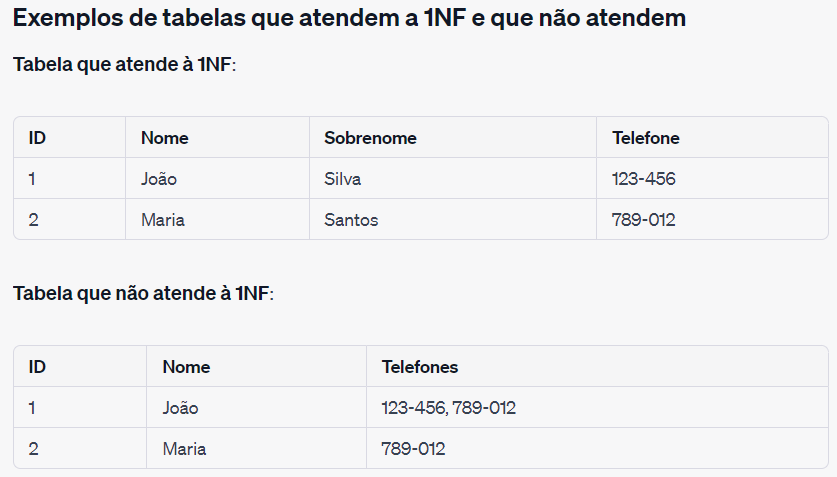 Exemplos de tabelas que atendem a 1NF e que não atendem
Tabela que atende à 1NF:
ID Nome Sobrenome Telefone
1 João Silva 123-456
2 Maria Santos 789-012
Tabela que não atende à 1NF:
ID Nome Telefones
1 João 123-456, 789-012
2 Maria 789-012